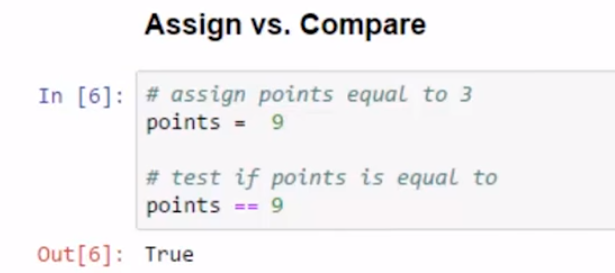 Assign vs. Compare
In [6]: # assign points equal to 3
points =  9
# test if points is equal to
points == 9
Out[6]: True